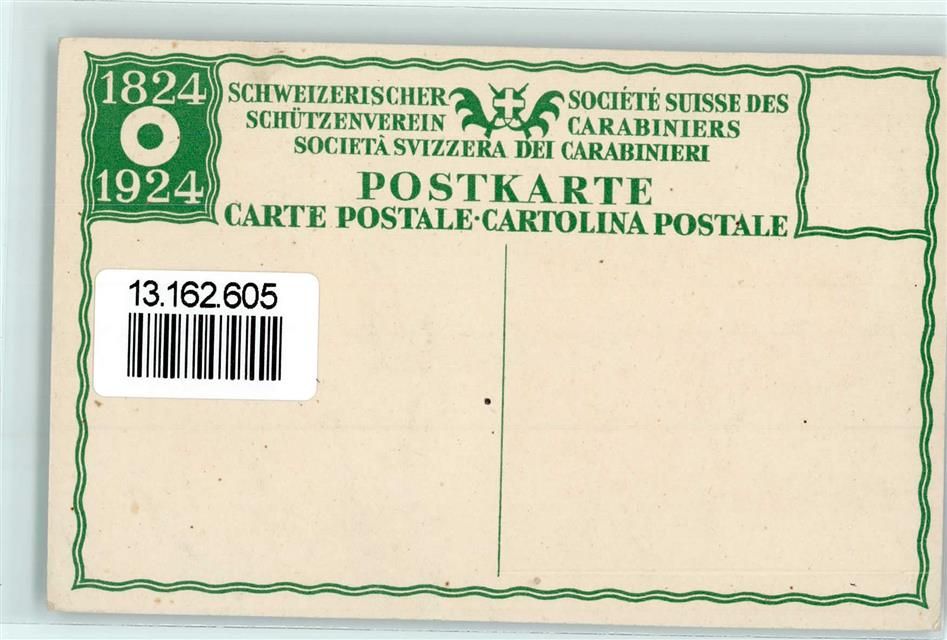 1824
1924
SCHWEIZERISCHER SOCIÉTÉ SUISSE DES
SCHÜTZENVEREIN CARABINIERS
SOCIETÀ SVIZZERA DEI CARABINIERI
POSTKARTE
CARTE POSTALE·CARTOLINA POSTALE
13.162.605